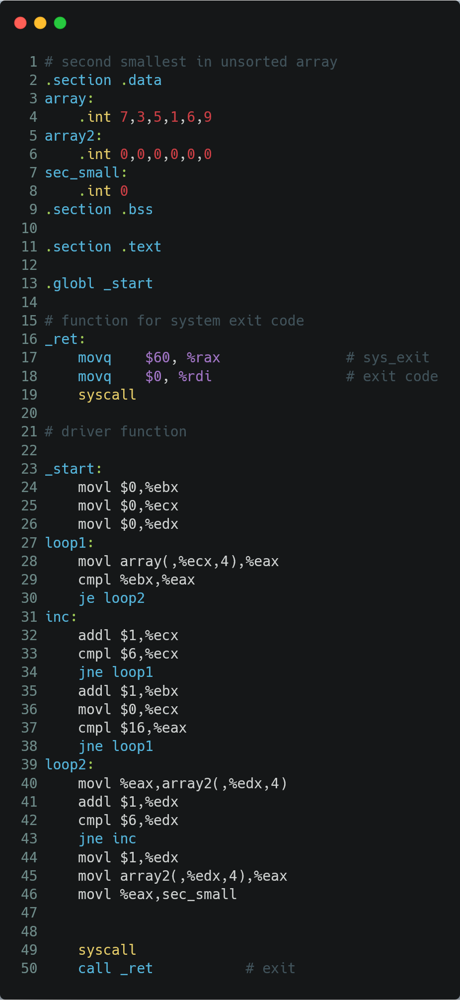 1 # second smallest in unsorted array
2 .section .data
3 array:
4     .int 7,3,5,1,6,9
5 array2:
6     .int 0,0,0,0,0,0
7 sec_small:
8     .int 0
9 .section .bss
10
11 .section .text
12
13 .globl _start
14
15 # function for system exit code
16 _ret:
17     movq    $60, %rax               # sys_exit
18     movq    $0, %rdi                # exit code
19     syscall
20
21 # driver function
22
23 _start:
24     movl $0,%ebx
25     movl $0,%ecx
26     movl $0,%edx
27 loop1:
28     movl array(,%ecx,4),%eax
29     cmpl %ebx,%eax
30     je loop2
31 inc:
32     addl $1,%ecx
33     cmpl $6,%ecx
34     jne loop1
35     addl $1,%ebx
36     movl $0,%ecx
37     cmpl $16,%eax
38     jne loop1
39 loop2:
40     movl %eax,array2(,%edx,4)
41     addl $1,%edx
42     cmpl $6,%edx
43     jne inc
44     movl $1,%edx
45     movl array2(,%edx,4),%eax
46     movl %eax,sec_small
47
48
49     syscall
50     call _ret           # exit